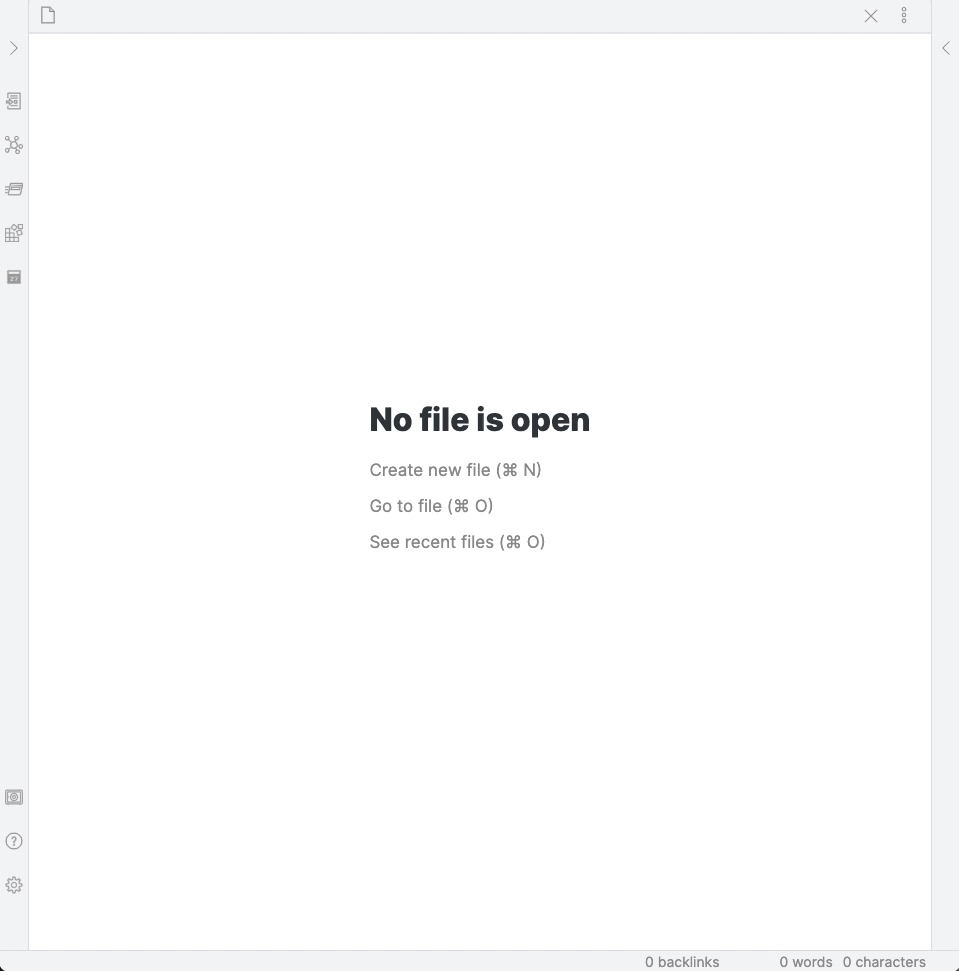 No file is open
Create new file (⌘ N)
Go to file (⌘ O)
See recent files (⌘ O)
0 backlinks 0 words 0 characters